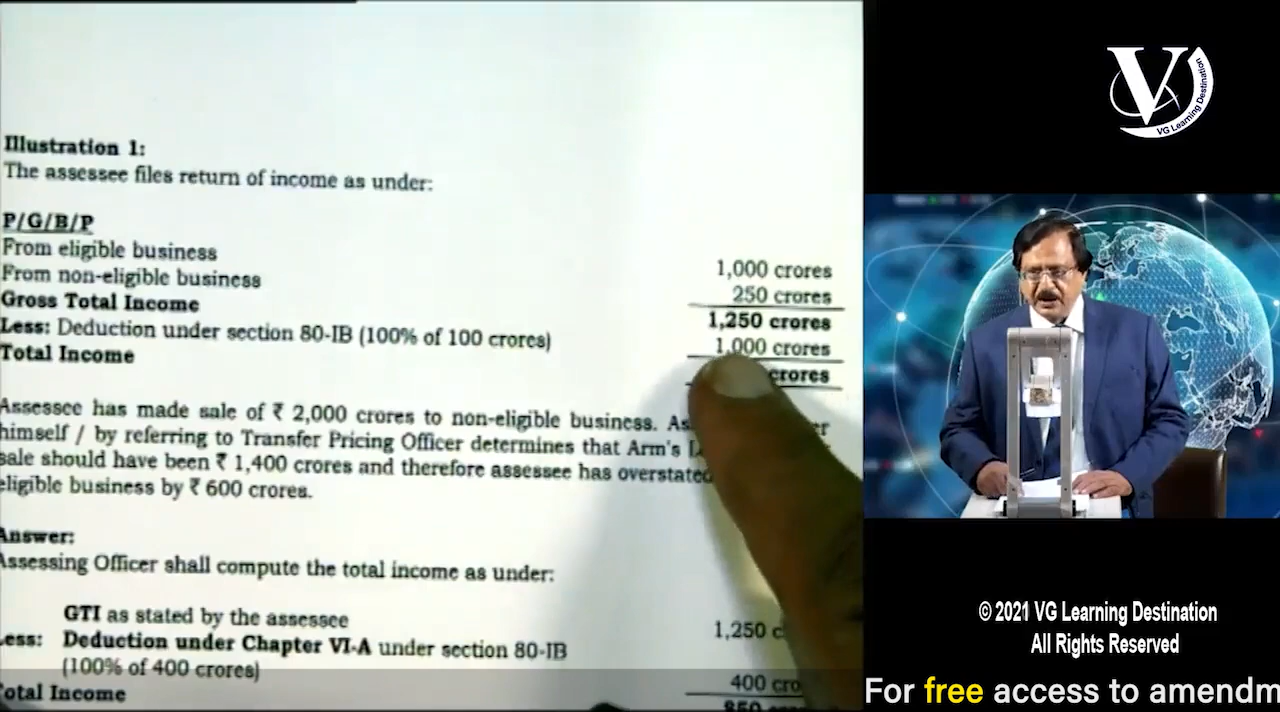 Illustration 1:
The assessee files return of income as under:
P/G/B/P
From eligible business 1,000 crores
From non-eligible business 250 crores
Gross Total Income 1,250 crores
Less: Deduction under section 80-IB (100% of 100 crores) 1,000 crores
Total Income crores
Assessee has made sale of ₹ 2,000 crores to non-eligible business.
himself / by referring to Transfer Pricing Officer determines that Arm's
sale should have been ₹ 1,400 crores and therefore assessee has overstated
eligible business by ₹ 600 crores.
Answer:
Assessing Officer shall compute the total income as under:
GTI as stated by the assessee 1,250
Less: Deduction under Chapter VI-A under section 80-IB
(100% of 400 crores) 400
Total Income 850
V
VG Learning Destination
© 2021 VG Learning Destination
All Rights Reserved
For free access to amendm